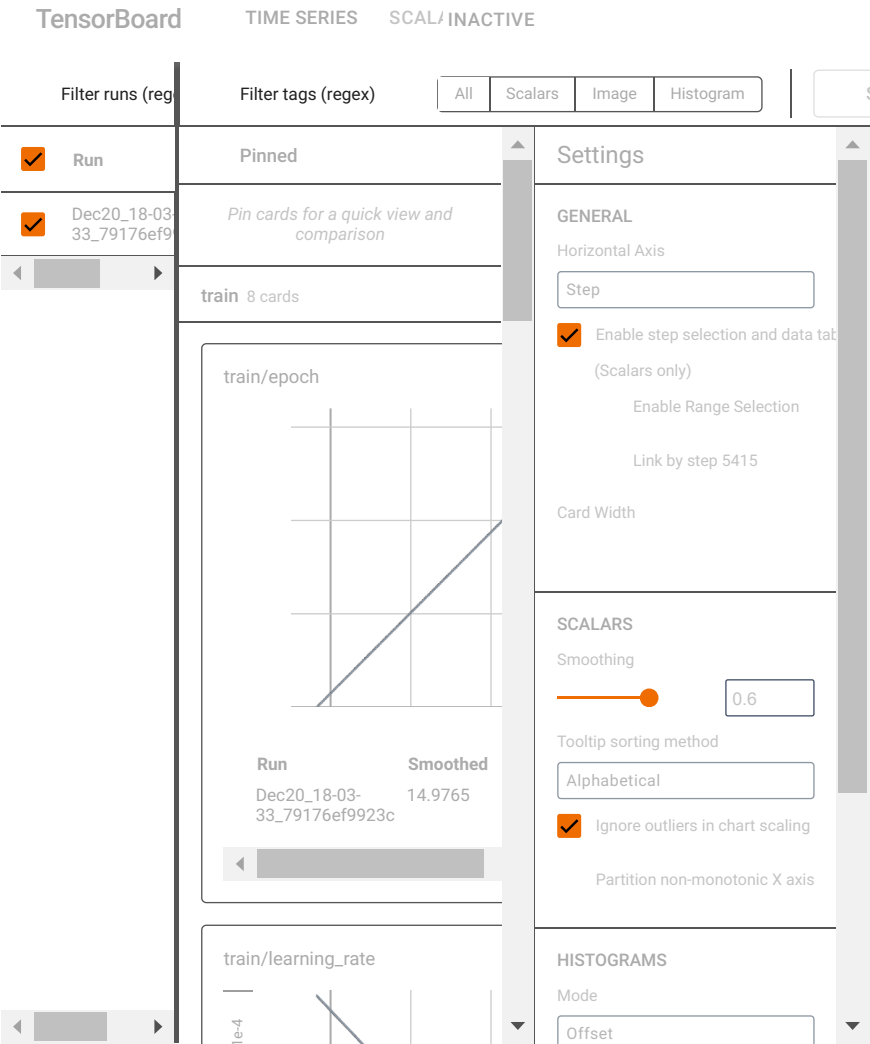 TensorBoard
TIME SERIES
SCALA
INACTIVE
Filter runs (reg
Filter tags (regex)
All
Scalars
Image
Histogram
Run
Dec20_18-03-
33_79176ef9
Pinned
Pin cards for a quick view and
comparison
train 8 cards
train/epoch
Run
Smoothed
Dec20_18-03-
33_79176ef9923c
14.9765
train/learning_rate
1e-4
Settings
GENERAL
Horizontal Axis
Step
Enable step selection and data tab
(Scalars only)
Enable Range Selection
Link by step 5415
Card Width
SCALARS
Smoothing
0.6
Tooltip sorting method
Alphabetical
Ignore outliers in chart scaling
Partition non-monotonic X axis
HISTOGRAMS
Mode
Offset